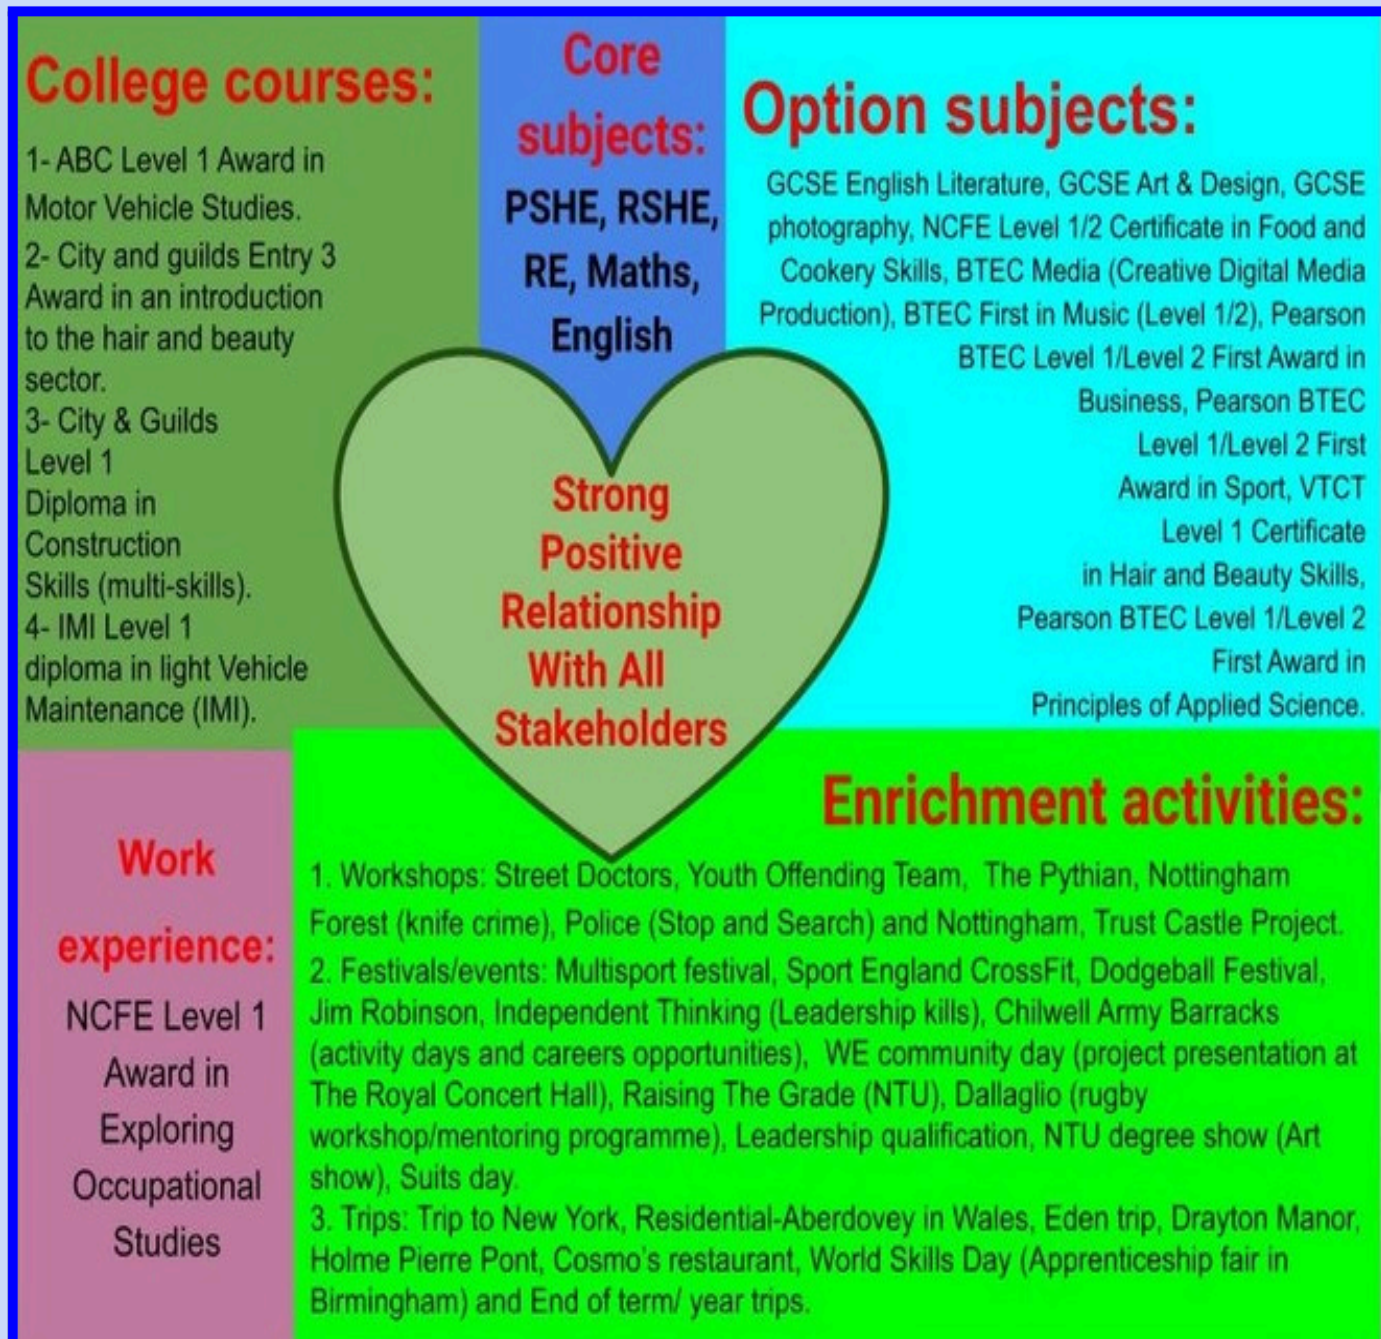 College courses:
1- ABC Level 1 Award in
Motor Vehicle Studies.
2- City and guilds Entry 3
Award in an introduction
to the hair and beauty
sector.
3- City & Guilds
Level 1
Diploma in
Construction
Skills (multi-skills).
4- IMI Level 1
diploma in light Vehicle
Maintenance (IMI).
Core
subjects:
PSHE, RSHE,
RE, Maths,
English
Option subjects:
GCSE English Literature, GCSE Art & Design, GCSE
photography, NCFE Level 1/2 Certificate in Food and
Cookery Skills, BTEC Media (Creative Digital Media
Production), BTEC First in Music (Level 1/2), Pearson
BTEC Level 1/Level 2 First Award in
Business, Pearson BTEC
Level 1/Level 2 First
Award in Sport, VTCT
Level 1 Certificate
in Hair and Beauty Skills,
Pearson BTEC Level 1/Level 2
First Award in
Principles of Applied Science.
Strong
Positive
Relationship
With All
Stakeholders
Work
experience:
NCFE Level 1
Award in
Exploring
Occupational
Studies
Enrichment activities:
1. Workshops: Street Doctors, Youth Offending Team, The Pythian, Nottingham
Forest (knife crime), Police (Stop and Search) and Nottingham, Trust Castle Project.
2. Festivals/events: Multisport festival, Sport England CrossFit, Dodgeball Festival,
Jim Robinson, Independent Thinking (Leadership kills), Chilwell Army Barracks
(activity days and careers opportunities), WE community day (project presentation at
The Royal Concert Hall), Raising The Grade (NTU), Dallaglio (rugby
workshop/mentoring programme), Leadership qualification, NTU degree show (Art
show), Suits day.
3. Trips: Trip to New York, Residential-Aberdovey in Wales, Eden trip, Drayton Manor,
Holme Pierre Pont, Cosmo's restaurant, World Skills Day (Apprenticeship fair in
Birmingham) and End of term/ year trips.